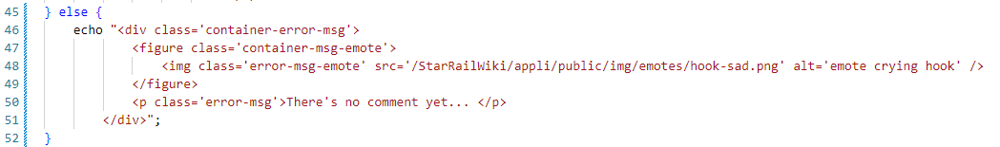 45 } else {
46 echo "<div class='container-error-msg'>
47 <figure class='container-msg-emote'>
48 <img class='error-msg-emote' src='/StarRailWiki/appli/public/img/emotes/hook-sad.png' alt='emote crying hook' />
49 </figure>
50 <p class='error-msg'>There's no comment yet... </p>
51 </div>";
52 }